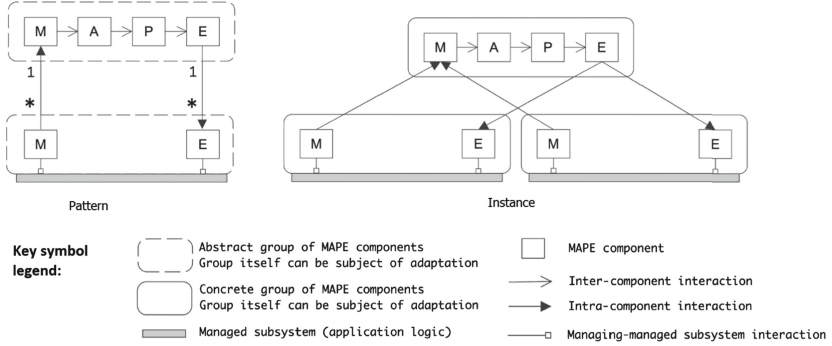 M A P E
1 1
* *
M E
Pattern
M A P E
M E M E
Instance
Key symbol
legend:
Abstract group of MAPE components
Group itself can be subject of adaptation
Concrete group of MAPE components
Group itself can be subject of adaptation
Managed subsystem (application logic)
MAPE component
Inter-component interaction
Intra-component interaction
Managing-managed subsystem interaction